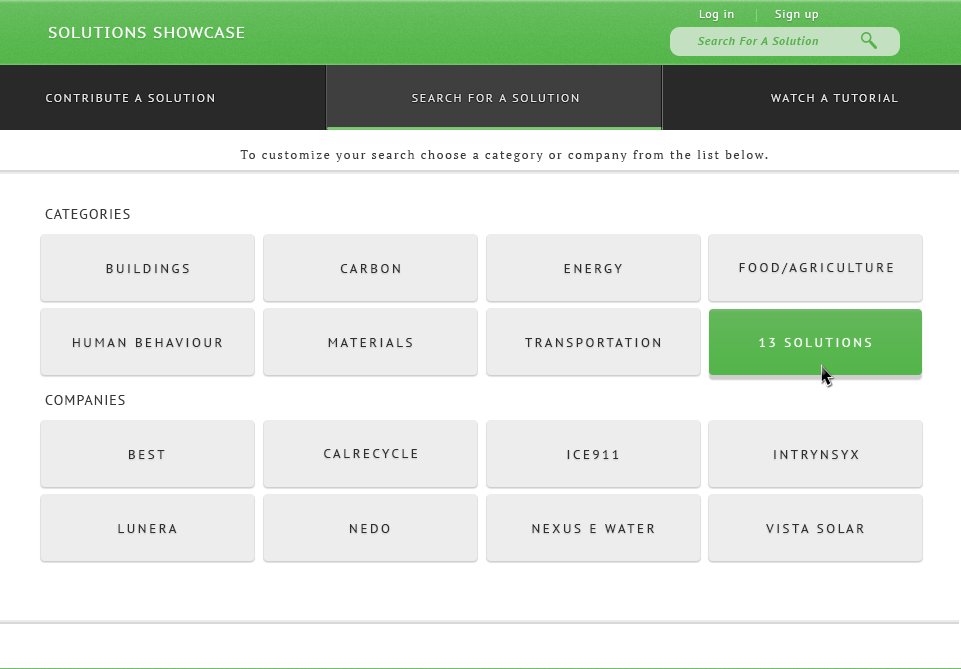 SOLUTIONS SHOWCASE
Log in
Sign up
Search For A Solution
CONTRIBUTE A SOLUTION
SEARCH FOR A SOLUTION
WATCH A TUTORIAL
To customize your search choose a category or company from the list below.
CATEGORIES
BUILDINGS
CARBON
ENERGY
FOOD/AGRICULTURE
HUMAN BEHAVIOUR
MATERIALS
TRANSPORTATION
13 SOLUTIONS
COMPANIES
BEST
CALRECYCLE
ICE911
INTRYNSYX
LUNERA
NEDO
NEXUS E WATER
VISTA SOLAR